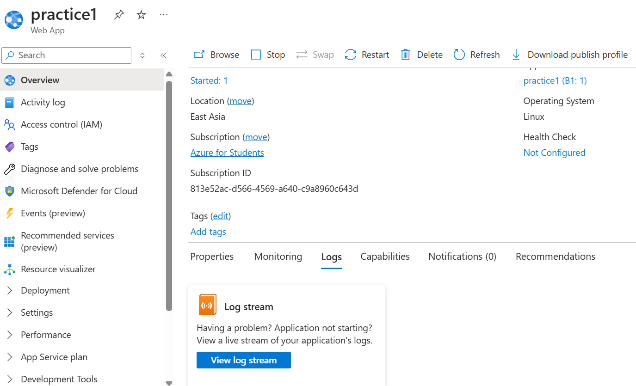 practice1
Web App
Search
Browse
Stop
Swap
Restart
Delete
Refresh
Download publish profile
Overview
Activity log
Access control (IAM)
Tags
Diagnose and solve problems
Microsoft Defender for Cloud
Events (preview)
Recommended services
(preview)
Resource visualizer
Deployment
Settings
Performance
App Service plan
Development Tools
Started: 1
Location (move)
East Asia
Subscription (move)
Azure for Students
Subscription ID
813e52ac-d566-4569-a640-c9a8960c643d
Tags (edit)
Add tags
practice1 (B1: 1)
Operating System
Linux
Health Check
Not Configured
Properties
Monitoring
Logs
Capabilities
Notifications (0)
Recommendations
Log stream
Having a problem? Application not starting?
View a live stream of your application's logs.
View log stream